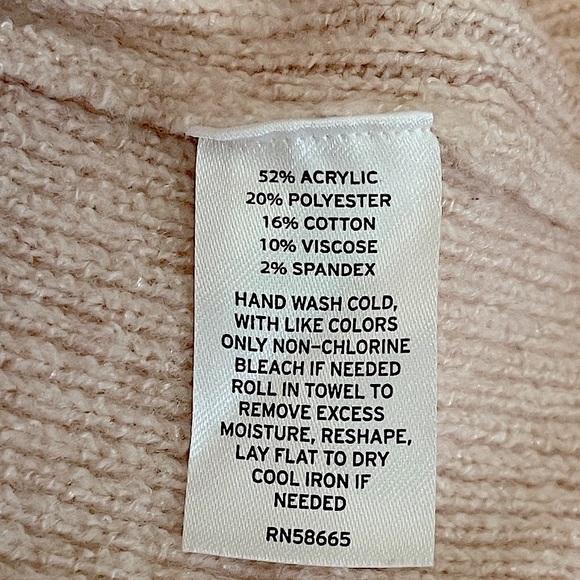 52% ACRYLIC
20% POLYESTER
16% COTTON
10% VISCOSE
2% SPANDEX
HAND WASH COLD,
WITH LIKE COLORS
ONLY NON-CHLORINE
BLEACH IF NEEDED
ROLL IN TOWEL TO
REMOVE EXCESS
MOISTURE, RESHAPE,
LAY FLAT TO DRY
COOL IRON IF
NEEDED
RN58665